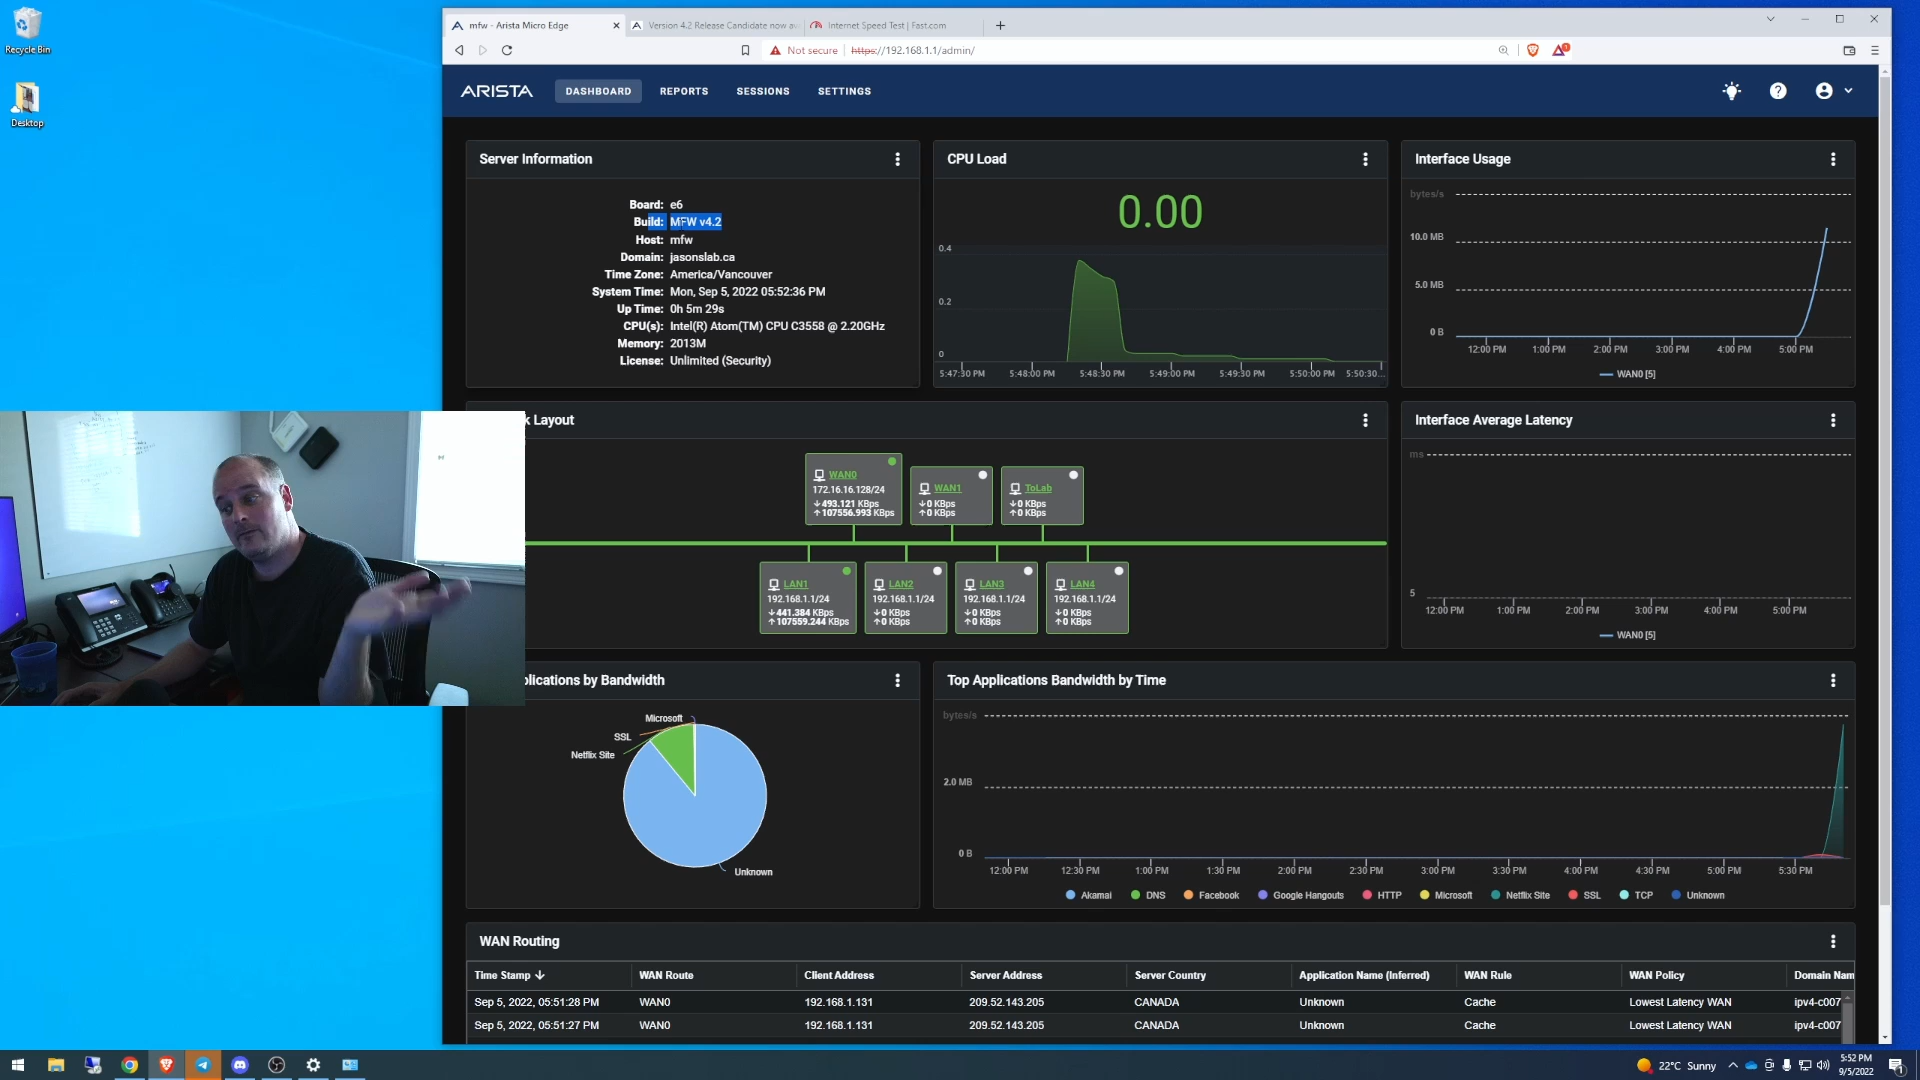 Recycle Bin
Desktop
mfw - Arista Micro Edge
Version 4.2 Release Candidate now av
Internet Speed Test | Fast.com
Not secure
https://192.168.1.1/admin/
ARISTA
DASHBOARD
REPORTS
SESSIONS
SETTINGS
Server Information
Board: e6
Build: MFW v4.2
Host: mfw
Domain: jasonslab.ca
Time Zone: America/Vancouver
System Time: Mon, Sep 5, 2022 05:52:36 PM
Up Time: 0h 5m 29s
CPU(s): Intel(R) Atom(TM) CPU C3558 @ 2.20GHz
Memory: 2013M
License: Unlimited (Security)
CPU Load
0.00
0.4
0.2
0
5:47:30 PM 5:48:00 PM 5:48:30 PM 5:49:00 PM 5:49:30 PM 5:50:00 PM 5:50:30...
Interface Usage
bytes/s
10.0 MB
5.0 MB
0 B
12:00 PM 1:00 PM 2:00 PM 3:00 PM 4:00 PM 5:00 PM
WAN0 [5]
k Layout
WAN0
172.16.16.128/24
↓493.121 KBps
↑107556.993 KBps
WAN1
↓0 KBps
↑0 KBps
ToLab
↓0 KBps
↑0 KBps
LAN1
192.168.1.1/24
↓441.384 KBps
↑107559.244 KBps
LAN2
192.168.1.1/24
↓0 KBps
↑0 KBps
LAN3
192.168.1.1/24
↓0 KBps
↑0 KBps
LAN4
192.168.1.1/24
↓0 KBps
↑0 KBps
Interface Average Latency
ms
5
12:00 PM 1:00 PM 2:00 PM 3:00 PM 4:00 PM 5:00 PM
WAN0 [5]
plications by Bandwidth
Microsoft
SSL
Netflix Site
Unknown
Top Applications Bandwidth by Time
bytes/s
2.0 MB
0 B
12:00 PM 12:30 PM 1:00 PM 1:30 PM 2:00 PM 2:30 PM 3:00 PM 3:30 PM 4:00 PM 4:30 PM 5:00 PM 5:30 PM
Akamai DNS Facebook Google Hangouts HTTP Microsoft Netflix Site SSL TCP Unknown
WAN Routing
Time Stamp ↓ WAN Route Client Address Server Address Server Country Application Name (Inferred) WAN Rule WAN Policy Domain Nam
Sep 5, 2022, 05:51:28 PM WAN0 192.168.1.131 209.52.143.205 CANADA Unknown Cache Lowest Latency WAN ipv4-c007
Sep 5, 2022, 05:51:27 PM WAN0 192.168.1.131 209.52.143.205 CANADA Unknown Cache Lowest Latency WAN ipv4-c007
22°C Sunny
5:52 PM
9/5/2022